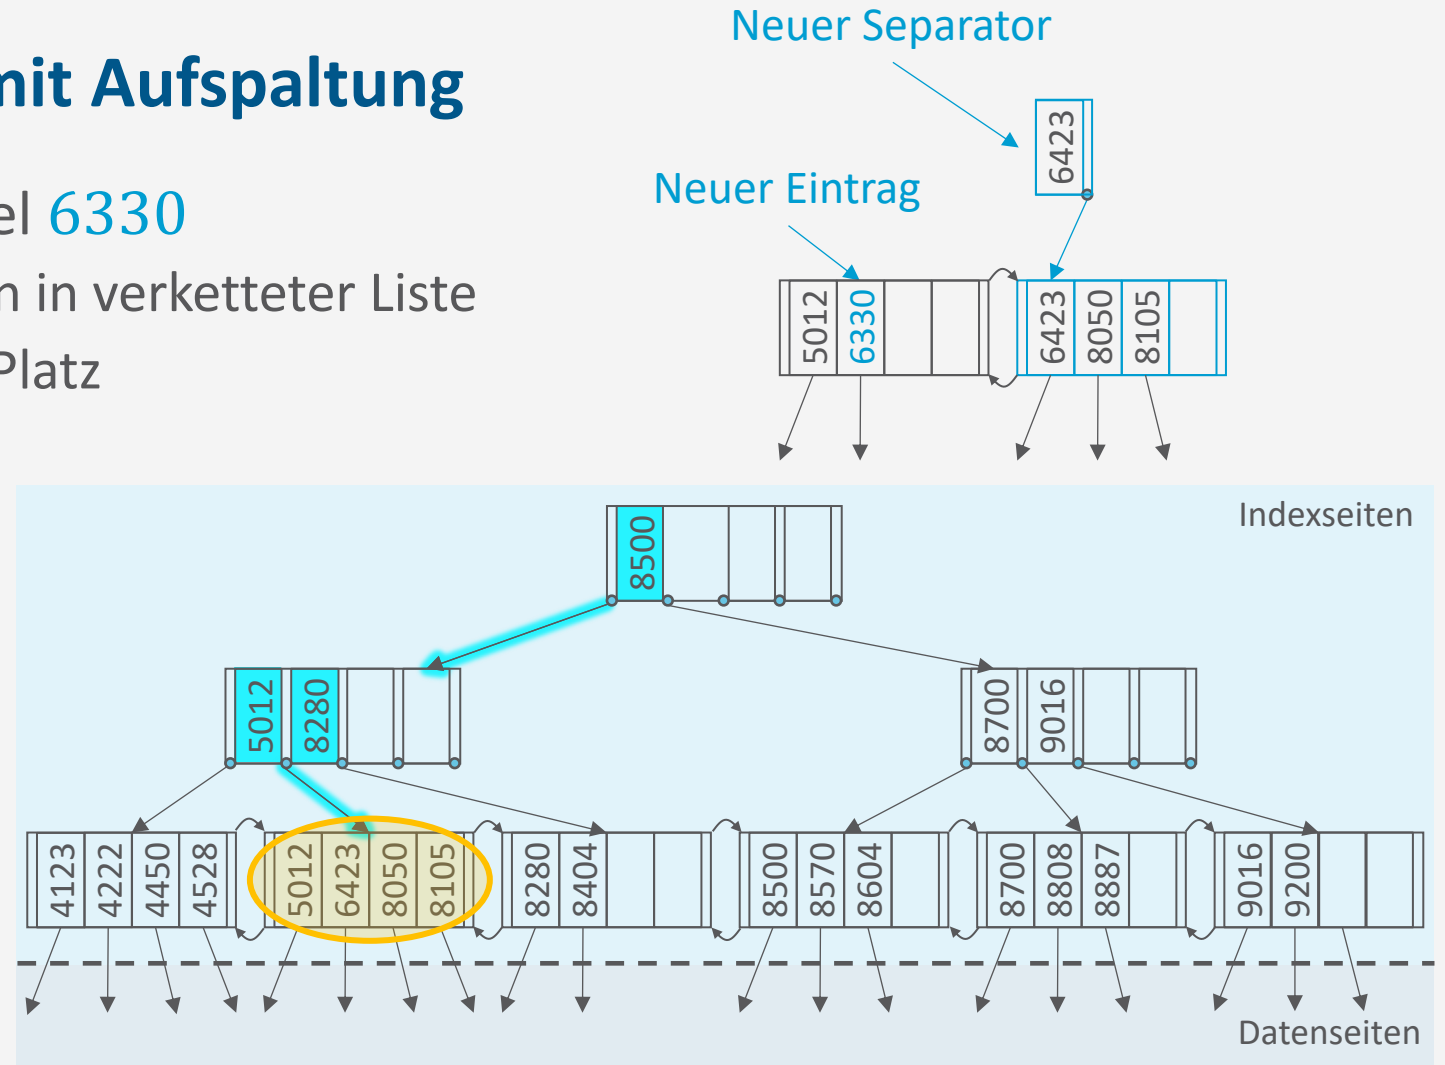 Neuer Separator
mit Aufspaltung
6423
Neuer Eintrag
el 6330
n in verketteter Liste
5012 6330 6423 8050 8105
Platz
Indexseiten
8500
5012 8280 8700 9016
4123 4222 4450 4528 5012 6423 8050 8105 8280 8404 8500 8570 8604 8700 8808 8887 9016 9200
Datenseiten